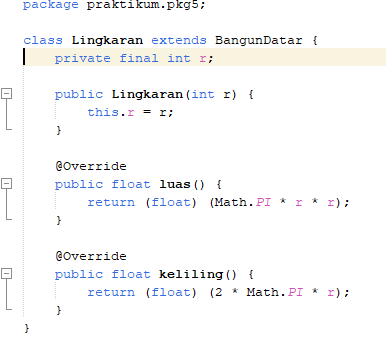 package praktikum.pkg5;
class Lingkaran extends BangunDatar {
private final int r;
public Lingkaran(int r) {
this.r = r;
}
@Override
public float luas() {
return (float) (Math.PI * r * r);
}
@Override
public float keliling() {
return (float) (2 * Math.PI * r);
}
}